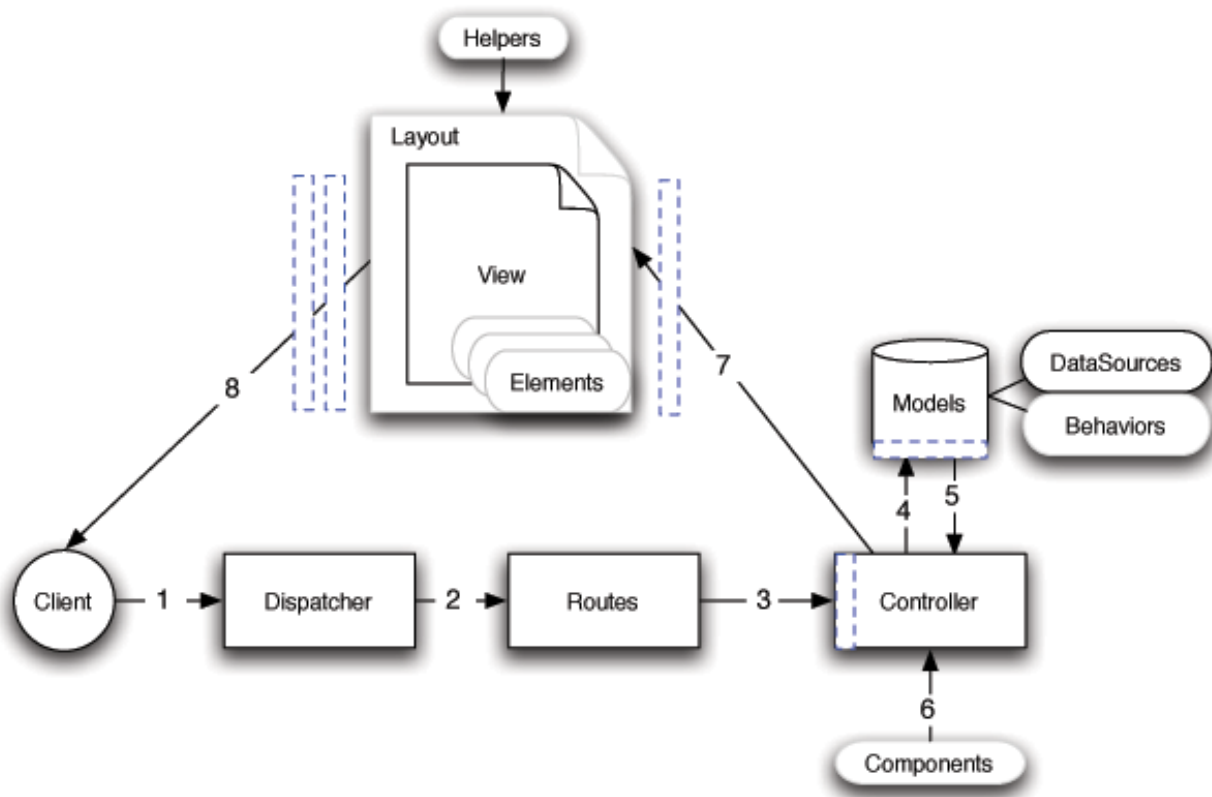 Helpers
Layout
View
Elements
8
7
Models
DataSources
Behaviors
4
5
Client
1
Dispatcher
2
Routes
3
Controller
6
Components